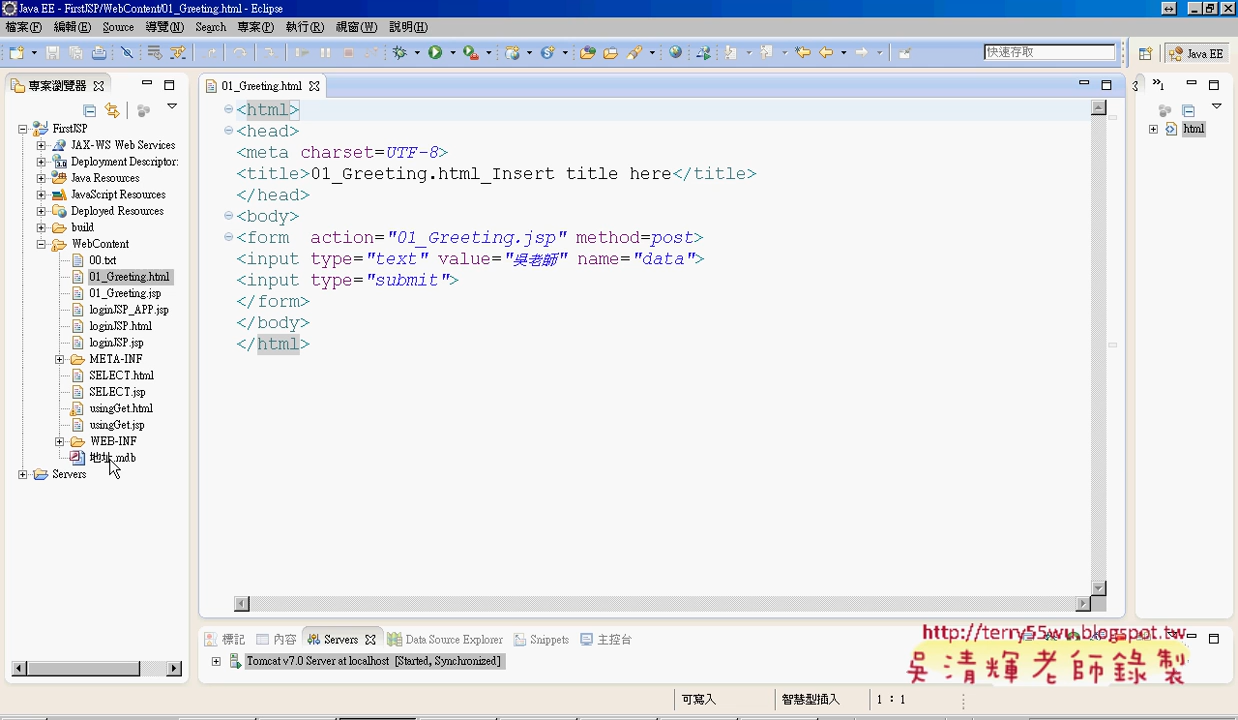 Java EE - FirstJSP/WebContent/01_Greeting.html - Eclipse
檔案(F) 編輯(E) Source 導覽(N) Search 專案(P) 執行(R) 視窗(W) 說明(H)
快速存取
Java EE
專案瀏覽器
FirstJSP
JAX-WS Web Services
Deployment Descriptor:
Java Resources
JavaScript Resources
Deployed Resources
build
WebContent
00.txt
01_Greeting.html
01_Greeting.jsp
loginJSP_APP.jsp
loginJSP.html
loginJSP.jsp
META-INF
SELECT.html
SELECT.jsp
usingGet.html
usingGet.jsp
WEB-INF
地址.mdb
Servers
01_Greeting.html
<html>
<head>
<meta charset=UTF-8>
<title>01_Greeting.html_Insert title here</title>
</head>
<body>
<form  action="01_Greeting.jsp" method=post>
<input type="text" value="吳老師" name="data">
<input type="submit">
</form>
</body>
</html>
»1
html
標記 內容 Servers Data Source Explorer Snippets 主控台
Tomcat v7.0 Server at localhost [Started, Synchronized]
http://terry55wu.blogspot.tw
吳清輝老師錄製
可寫入 智慧型插入 1 : 1